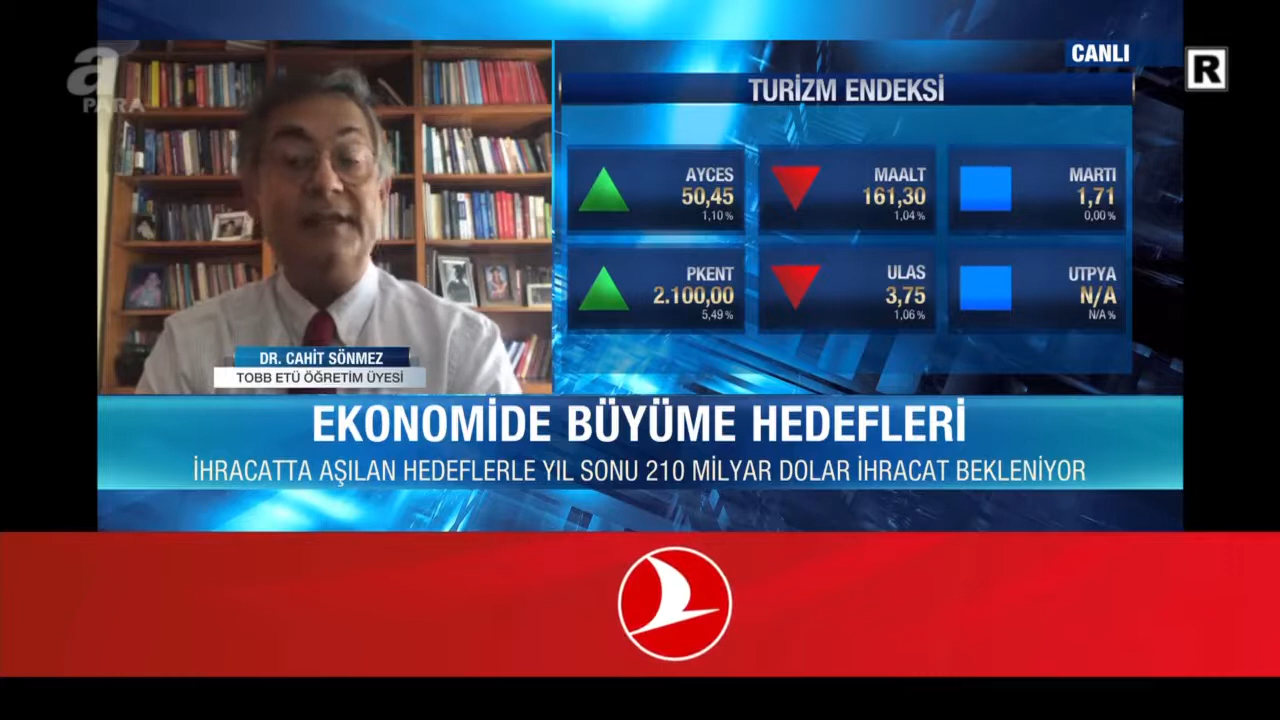 a
PARA
CANLI
R
TURİZM ENDEKSİ
AYCES
50,45
1,10 %
MAALT
161,30
1,04 %
MARTI
1,71
0,00 %
PKENT
2.100,00
5,49 %
ULAS
3,75
1,06 %
UTPYA
N/A
N/A %
DR. CAHİT SÖNMEZ
TOBB ETÜ ÖĞRETİM ÜYESİ
EKONOMİDE BÜYÜME HEDEFLERİ
İHRACATTA AŞILAN HEDEFLERLE YIL SONU 210 MİLYAR DOLAR İHRACAT BEKLENİYOR